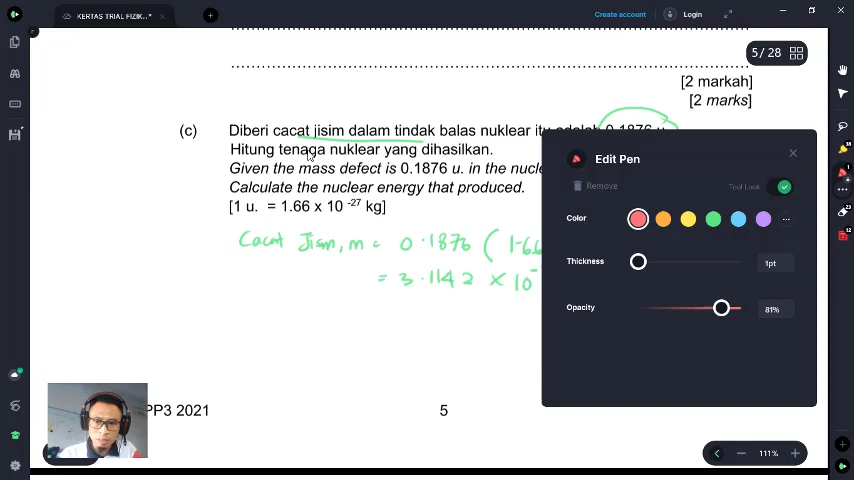 KERTAS TRIAL FIZIK...*
Create account
Login
5 / 28
[2 markah]
[2 marks]
(c) Diberi cacat jisim dalam tindak balas nuklear itu adalah 0.1876 u.
Hitung tenaga nuklear yang dihasilkan.
Given the mass defect is 0.1876 u. in the nucle
Calculate the nuclear energy that produced.
[1 u. = 1.66 x 10 -27 kg]
Cacat Jisim, m = 0.1876 ( 1.66
= 3.1142 × 10-
Edit Pen
Remove
Tool Lock
Color
Thickness
1pt
Opacity
81%
PP3 2021
5
111%